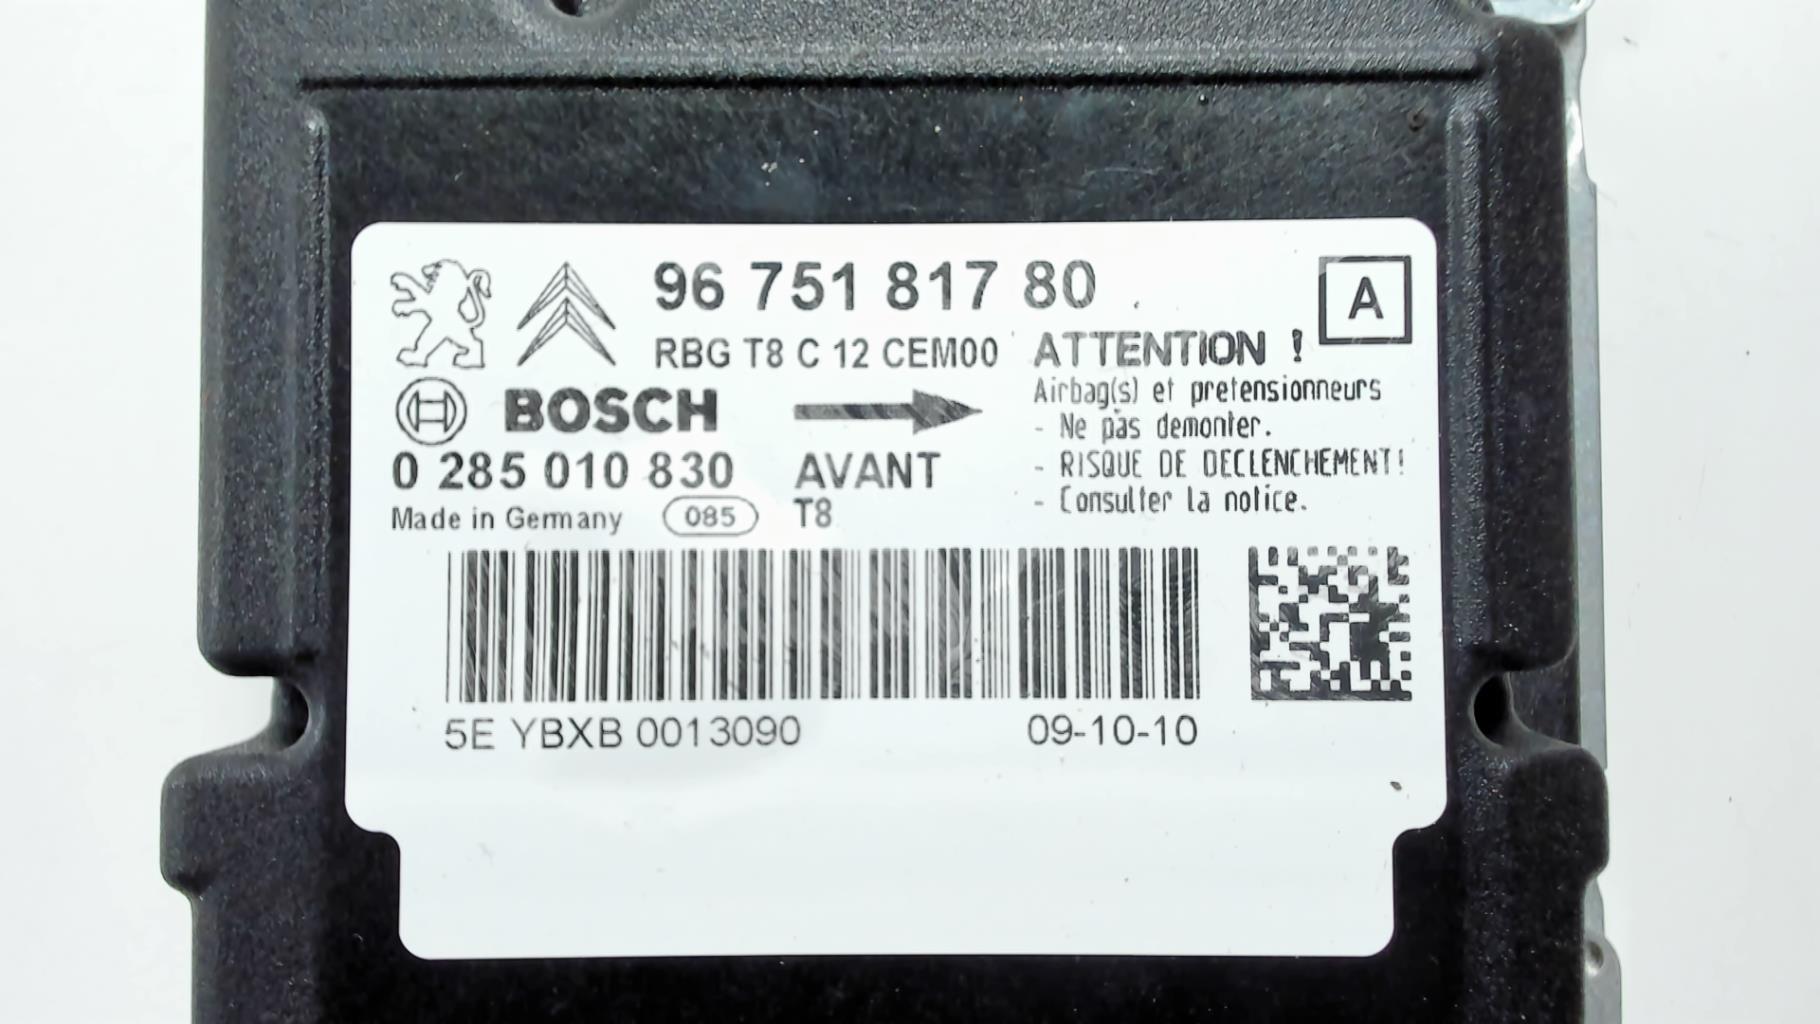 96 751 817 80
A
RBG T8 C 12 CEM00
ATTENTION !
Airbag(s) et pretensionneurs
- Ne pas demonter.
- RISQUE DE DECLENCHEMENT!
- Consulter la notice.
BOSCH
0 285 010 830
AVANT
Made in Germany
085
T8
5E YBXB 0013090
09-10-10